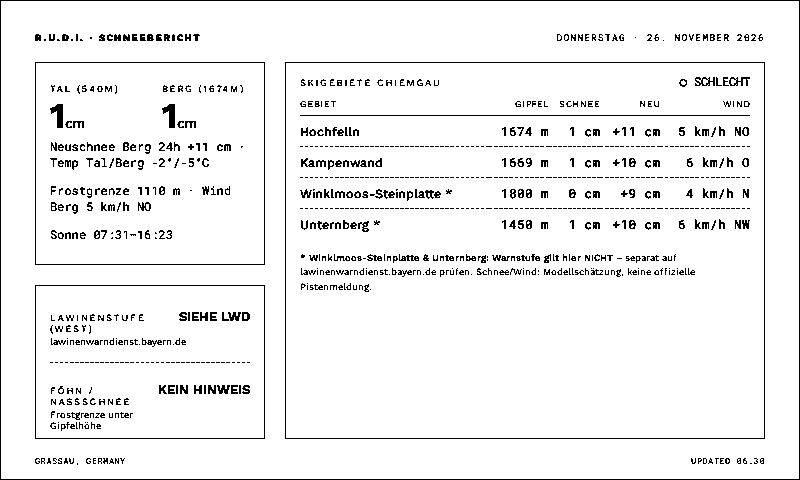 R.U.D.I. · SCHNEEBERICHT
DONNERSTAG · 26. NOVEMBER 2026
TAL (540M) BERG (1674M)
1cm 1cm
Neuschnee Berg 24h +11 cm ·
Temp Tal/Berg -2°/-5°C
Frostgrenze 1110 m · Wind
Berg 5 km/h NO
Sonne 07:31–16:23
LAWINENSTUFE (WEST) SIEHE LWD
lawinenwarndienst.bayern.de
FÖHN / NASSSCHNEE KEIN HINWEIS
Frostgrenze unter
Gipfelhöhe
SKIGEBIETE CHIEMGAU SCHLECHT
GEBIET GIPFEL SCHNEE NEU WIND
Hochfelln 1674 m 1 cm +11 cm 5 km/h NO
Kampenwand 1669 m 1 cm +10 cm 6 km/h O
Winklmoos-Steinplatte * 1800 m 0 cm +9 cm 4 km/h N
Unternberg * 1450 m 1 cm +10 cm 6 km/h NW
* Winklmoos-Steinplatte & Unternberg: Warnstufe gilt hier NICHT – separat auf
lawinenwarndienst.bayern.de prüfen. Schnee/Wind: Modellschätzung, keine offizielle
Pistenmeldung.
GRASSAU, GERMANY
UPDATED 06.30